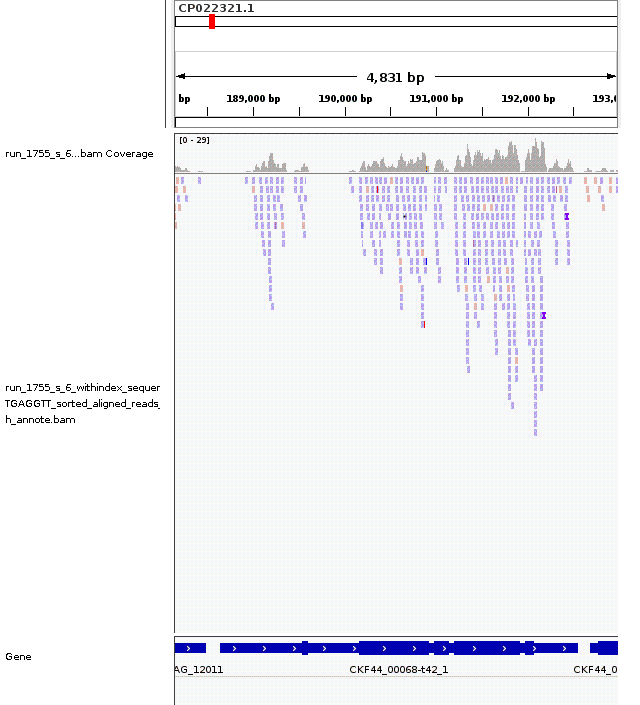 CP022321.1
4,831 bp
bp 189,000 bp 190,000 bp 191,000 bp 192,000 bp 193,0
[0 - 29]
run_1755_s_6...bam Coverage
run_1755_s_6_withindex_sequer
TGAGGTT_sorted_aligned_reads_
h_annote.bam
Gene
AG_12011 CKF44_00068-t42_1 CKF44_0